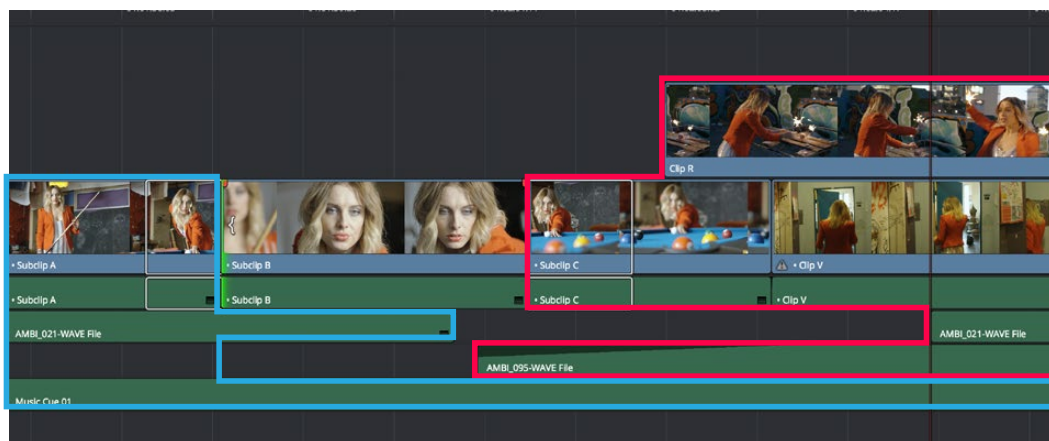 Clip R
• Subclip A
• Subclip B
• Subclip C
• Clip V
• Subclip A
• Subclip B
• Subclip C
• Clip V
AMBI_021-WAVE File
AMBI_021-WAVE File
AMBI_095-WAVE File
Music Cue 01